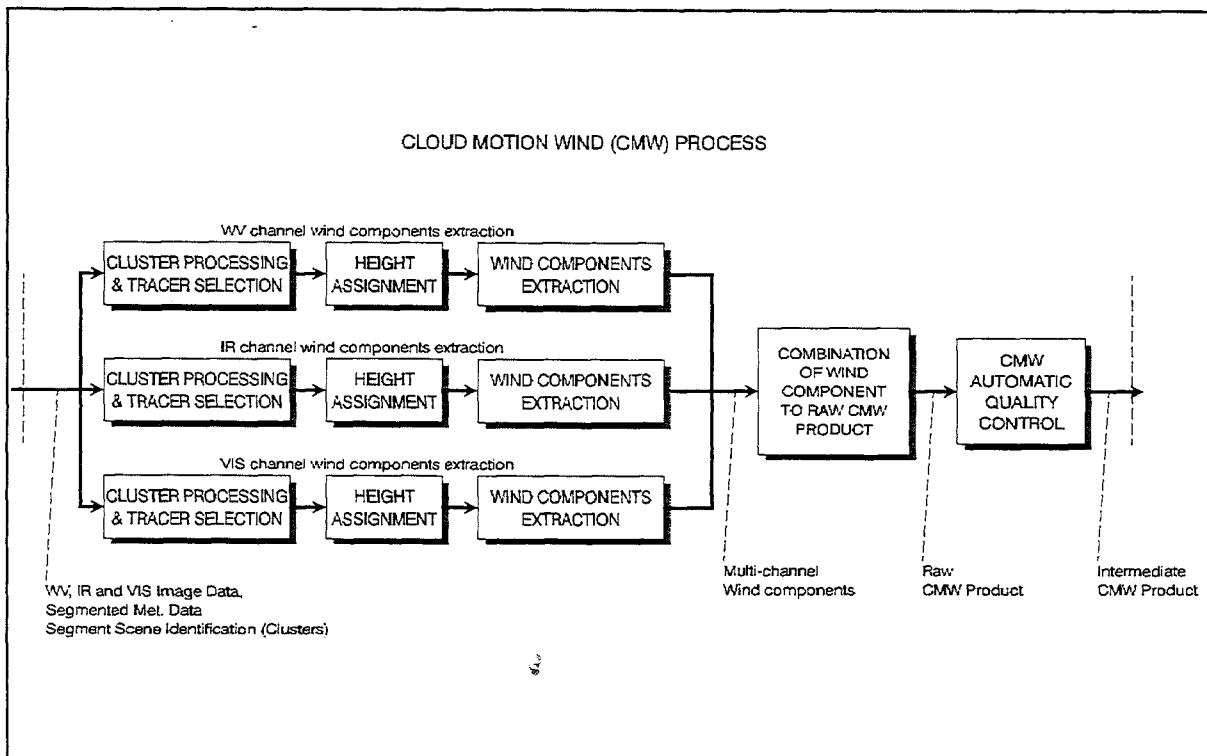 CLOUD MOTION WIND (CMW) PROCESS
WV channel wind components extraction
CLUSTER PROCESSING
& TRACER SELECTION
HEIGHT
ASSIGNMENT
WIND COMPONENTS
EXTRACTION
IR channel wind components extraction
CLUSTER PROCESSING
& TRACER SELECTION
HEIGHT
ASSIGNMENT
WIND COMPONENTS
EXTRACTION
VIS channel wind components extraction
CLUSTER PROCESSING
& TRACER SELECTION
HEIGHT
ASSIGNMENT
WIND COMPONENTS
EXTRACTION
COMBINATION
OF WIND
COMPONENT
TO RAW CMW
PRODUCT
CMW
AUTOMATIC
QUALITY
CONTROL
WV, IR and VIS Image Data,
Segmented Met. Data
Segment Scene Identification (Clusters)
Multi-channel
Wind components
Raw
CMW Product
Intermediate
CMW Product